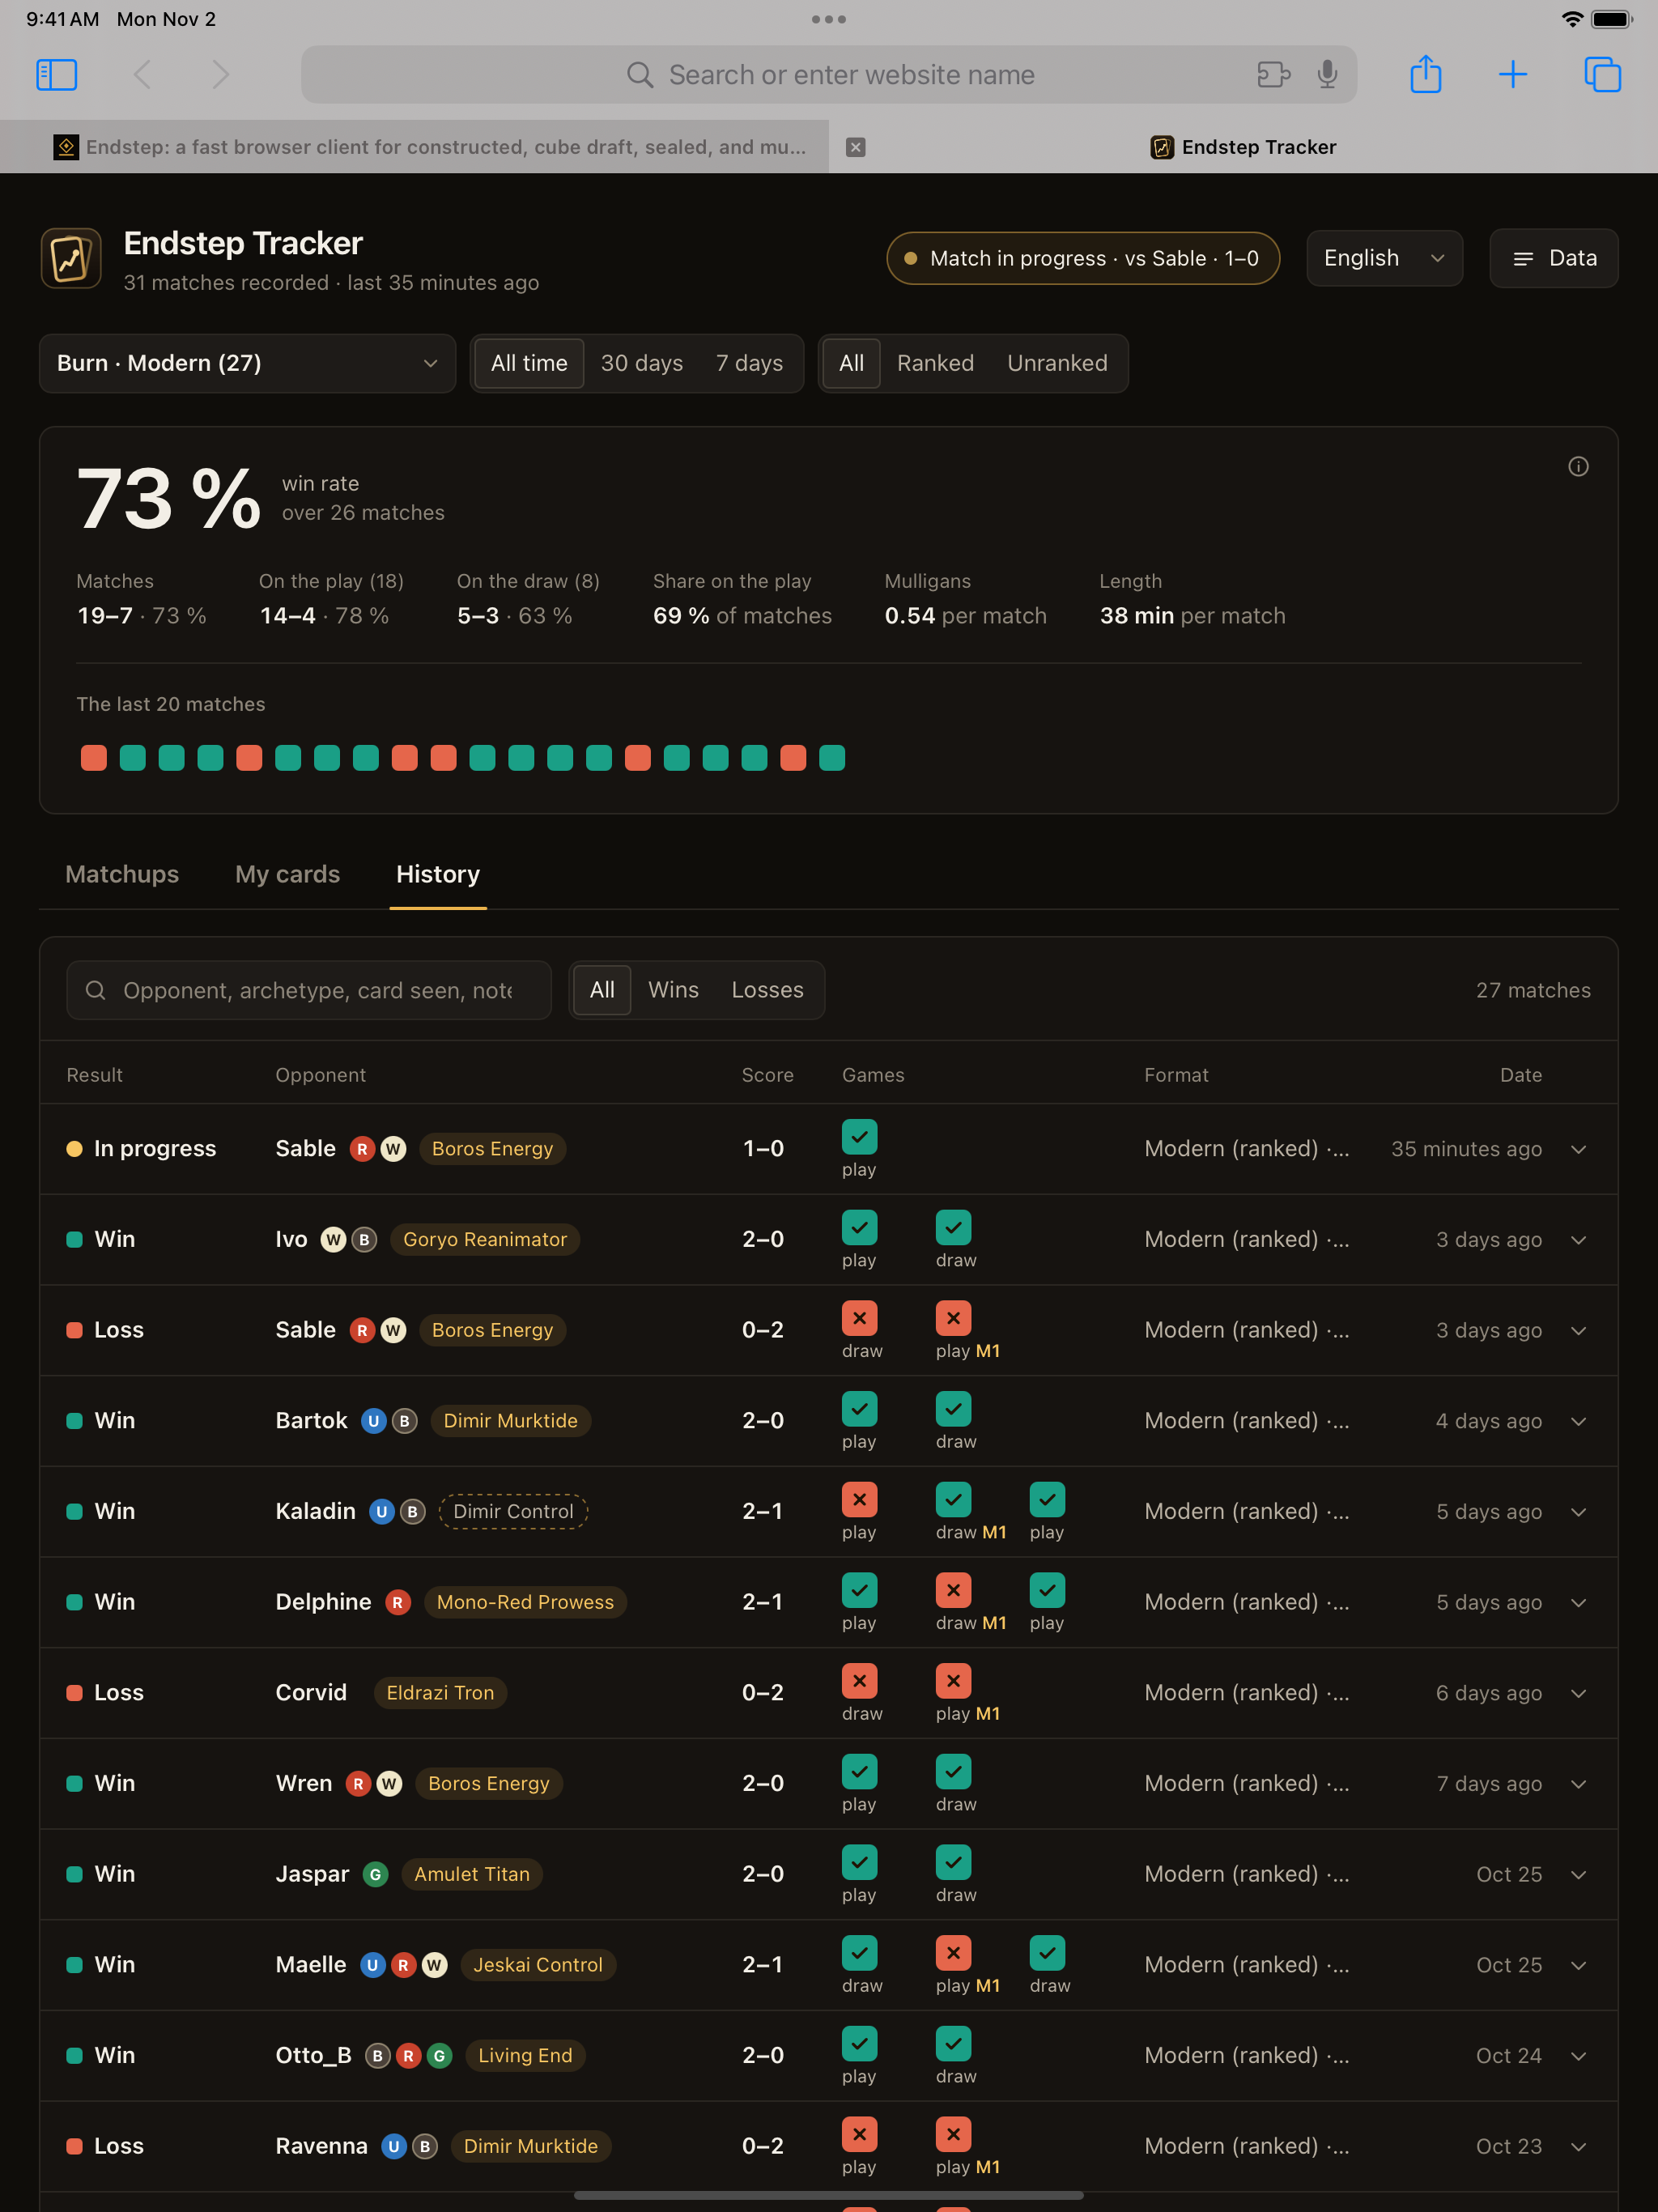 9:41 AM Mon Nov 2
Search or enter website name
Endstep: a fast browser client for constructed, cube draft, sealed, and mu...
Endstep Tracker
Endstep Tracker
31 matches recorded · last 35 minutes ago
Match in progress · vs Sable · 1–0
English
Data
Burn · Modern (27)
All time 30 days 7 days
All Ranked Unranked
73 %
win rate
over 26 matches
Matches
19–7 · 73 %
On the play (18)
14–4 · 78 %
On the draw (8)
5–3 · 63 %
Share on the play
69 % of matches
Mulligans
0.54 per match
Length
38 min per match
The last 20 matches
Matchups My cards History
Opponent, archetype, card seen, note
All Wins Losses
27 matches
Result Opponent Score Games Format Date
In progress Sable R W Boros Energy 1–0 Modern (ranked) ·... 35 minutes ago
play
Win Ivo W B Goryo Reanimator 2–0 Modern (ranked) ·... 3 days ago
play draw
Loss Sable R W Boros Energy 0–2 Modern (ranked) ·... 3 days ago
draw play M1
Win Bartok U B Dimir Murktide 2–0 Modern (ranked) ·... 4 days ago
play draw
Win Kaladin U B Dimir Control 2–1 Modern (ranked) ·... 5 days ago
play draw M1 play
Win Delphine R Mono-Red Prowess 2–1 Modern (ranked) ·... 5 days ago
play draw M1 play
Loss Corvid Eldrazi Tron 0–2 Modern (ranked) ·... 6 days ago
draw play M1
Win Wren R W Boros Energy 2–0 Modern (ranked) ·... 7 days ago
play draw
Win Jaspar G Amulet Titan 2–0 Modern (ranked) ·... Oct 25
play draw
Win Maelle U R W Jeskai Control 2–1 Modern (ranked) ·... Oct 25
draw play M1 draw
Win Otto_B B R G Living End 2–0 Modern (ranked) ·... Oct 24
play draw
Loss Ravenna U B Dimir Murktide 0–2 Modern (ranked) ·... Oct 23
play play M1